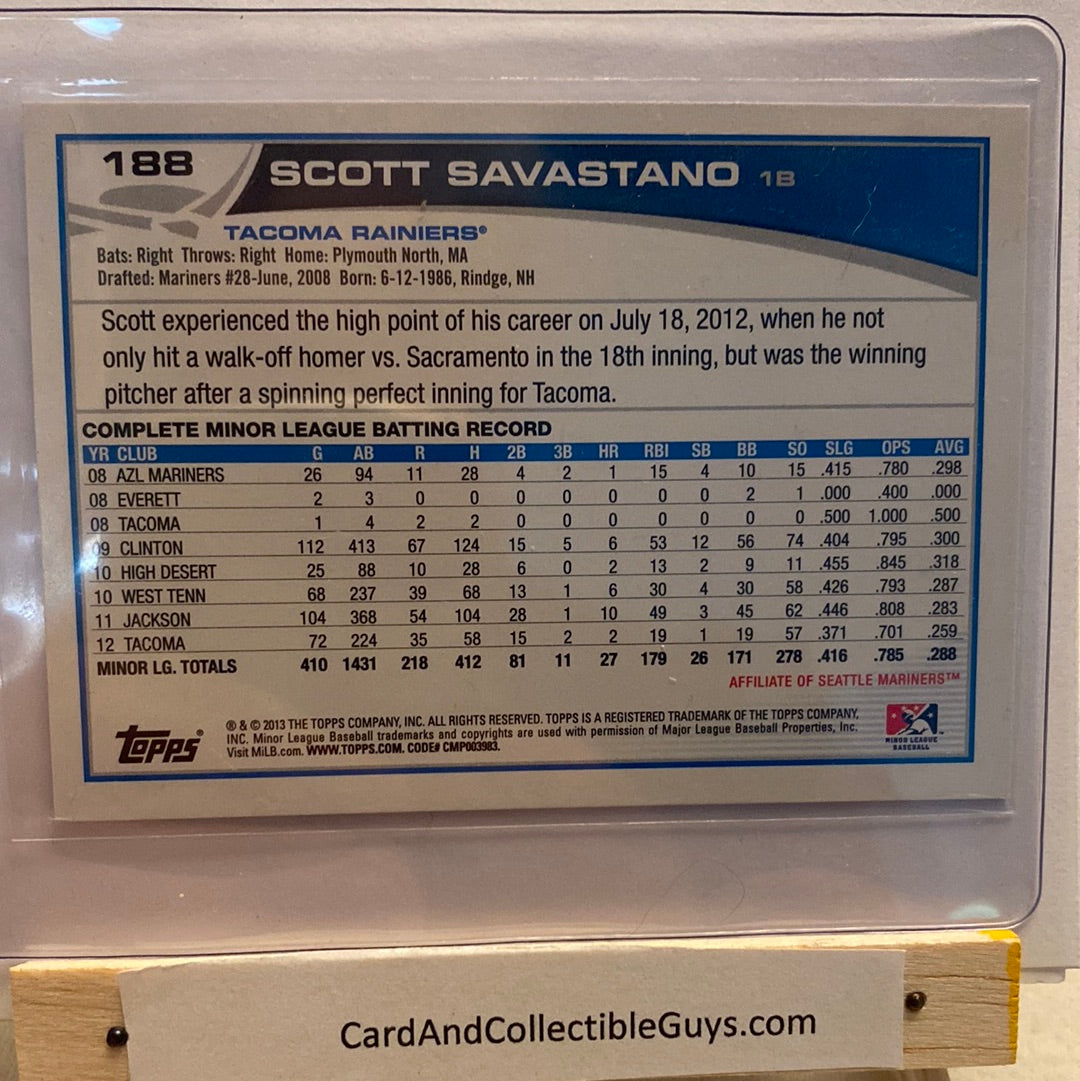 188 SCOTT SAVASTANO 1B
TACOMA RAINIERS®
Bats: Right Throws: Right Home: Plymouth North, MA
Drafted: Mariners #28-June, 2008 Born: 6-12-1986, Rindge, NH
Scott experienced the high point of his career on July 18, 2012, when he not
only hit a walk-off homer vs. Sacramento in the 18th inning, but was the winning
pitcher after a spinning perfect inning for Tacoma.
COMPLETE MINOR LEAGUE BATTING RECORD
YR CLUB G AB R H 2B 3B HR RBI SB BB SO SLG OPS AVG
08 AZL MARINERS 26 94 11 28 4 2 1 15 4 10 15 .415 .780 .298
08 EVERETT 2 3 0 0 0 0 0 0 0 2 1 .000 .400 .000
08 TACOMA 1 4 2 2 0 0 0 0 0 0 0 .500 1.000 .500
09 CLINTON 112 413 67 124 15 5 6 53 12 56 74 .404 .795 .300
10 HIGH DESERT 25 88 10 28 6 0 2 13 2 9 11 .455 .845 .318
10 WEST TENN 68 237 39 68 13 1 6 30 4 30 58 .426 .793 .287
11 JACKSON 104 368 54 104 28 1 10 49 3 45 62 .446 .808 .283
12 TACOMA 72 224 35 58 15 2 2 19 1 19 57 .371 .701 .259
MINOR LG. TOTALS 410 1431 218 412 81 11 27 179 26 171 278 .416 .785 .288
AFFILIATE OF SEATTLE MARINERS™
topps®
® & © 2013 THE TOPPS COMPANY, INC. ALL RIGHTS RESERVED. TOPPS IS A REGISTERED TRADEMARK OF THE TOPPS COMPANY,
INC. Minor League Baseball trademarks and copyrights are used with permission of Major League Baseball Properties, Inc.
Visit MiLB.com. WWW.TOPPS.COM. CODE# CMP003983.
MINOR LEAGUE
BASEBALL
CardAndCollectibleGuys.com